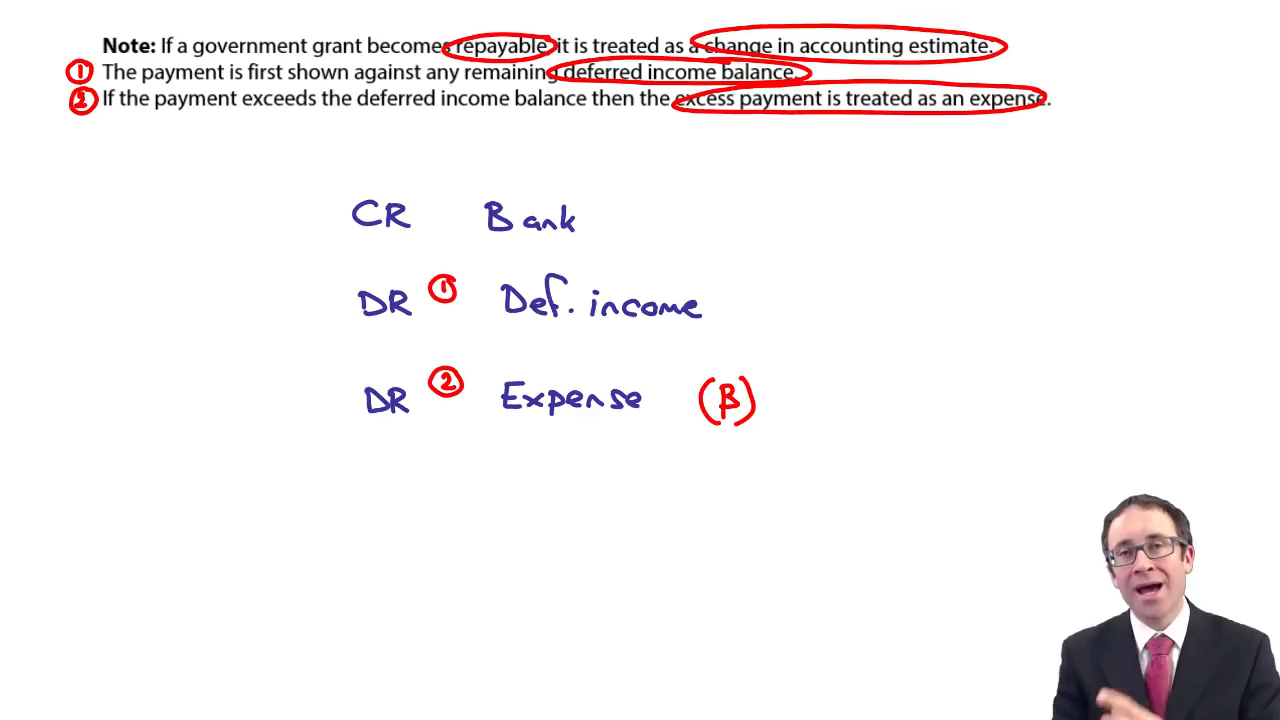 Note: If a government grant becomes repayable, it is treated as a change in accounting estimate.
1 The payment is first shown against any remaining deferred income balance.
2 If the payment exceeds the deferred income balance then the excess payment is treated as an expense.
CR Bank
DR 1 Def. income
DR 2 Expense (B)